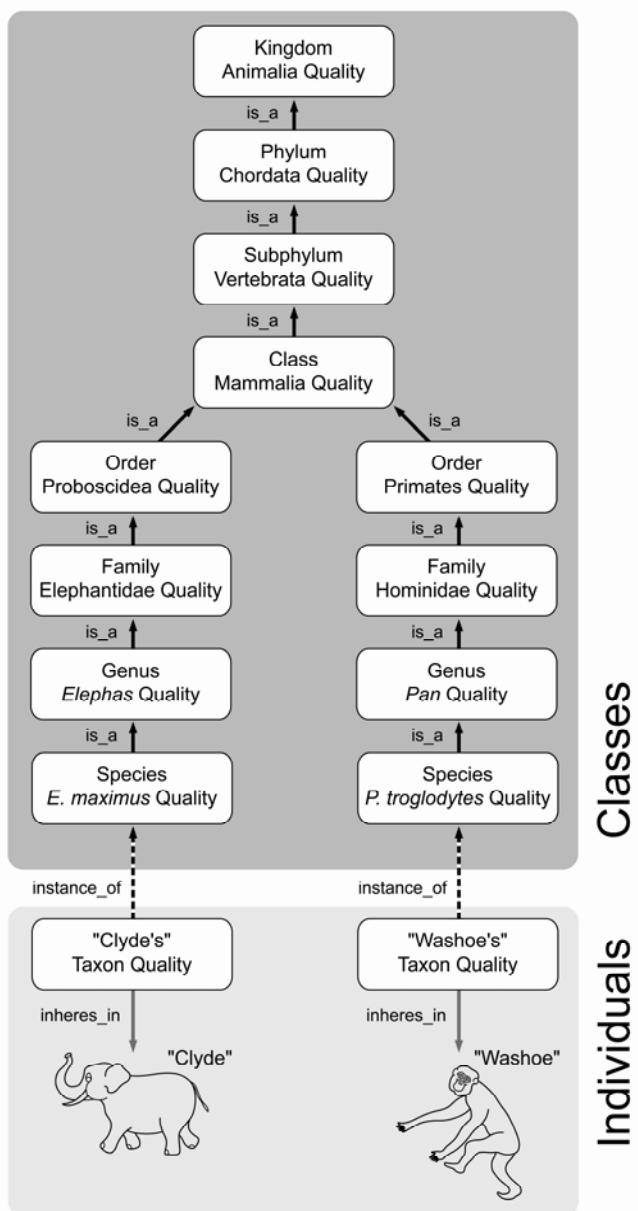 Kingdom
Animalia Quality
is_a
Phylum
Chordata Quality
is_a
Subphylum
Vertebrata Quality
is_a
Class
Mammalia Quality
is_a
is_a
Order
Proboscidea Quality
Order
Primates Quality
is_a
is_a
Family
Elephantidae Quality
Family
Hominidae Quality
is_a
is_a
Genus
Elephas Quality
Genus
Pan Quality
is_a
is_a
Species
E. maximus Quality
Species
P. troglodytes Quality
Classes
instance_of
instance_of
"Clyde's"
Taxon Quality
"Washoe's"
Taxon Quality
inheres_in
inheres_in
"Clyde"
"Washoe"
Individuals